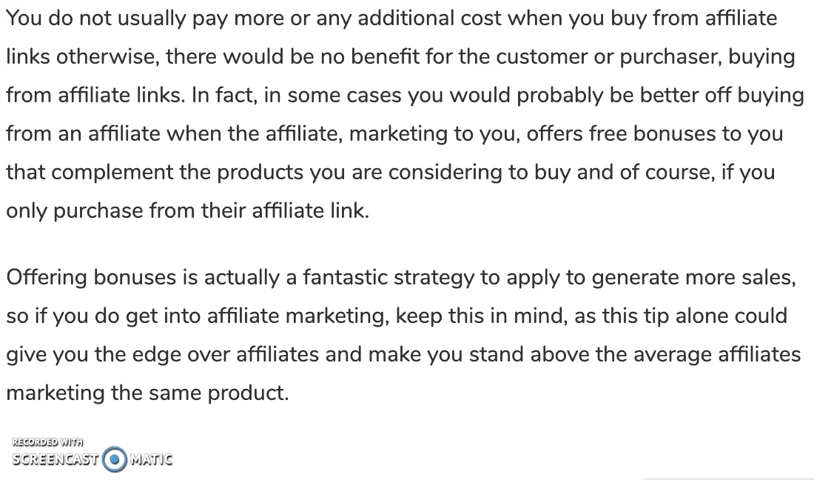 You do not usually pay more or any additional cost when you buy from affiliate
links otherwise, there would be no benefit for the customer or purchaser, buying
from affiliate links. In fact, in some cases you would probably be better off buying
from an affiliate when the affiliate, marketing to you, offers free bonuses to you
that complement the products you are considering to buy and of course, if you
only purchase from their affiliate link.
Offering bonuses is actually a fantastic strategy to apply to generate more sales,
so if you do get into affiliate marketing, keep this in mind, as this tip alone could
give you the edge over affiliates and make you stand above the average affiliates
marketing the same product.
RECORDED WITH
SCREENCAST MATIC